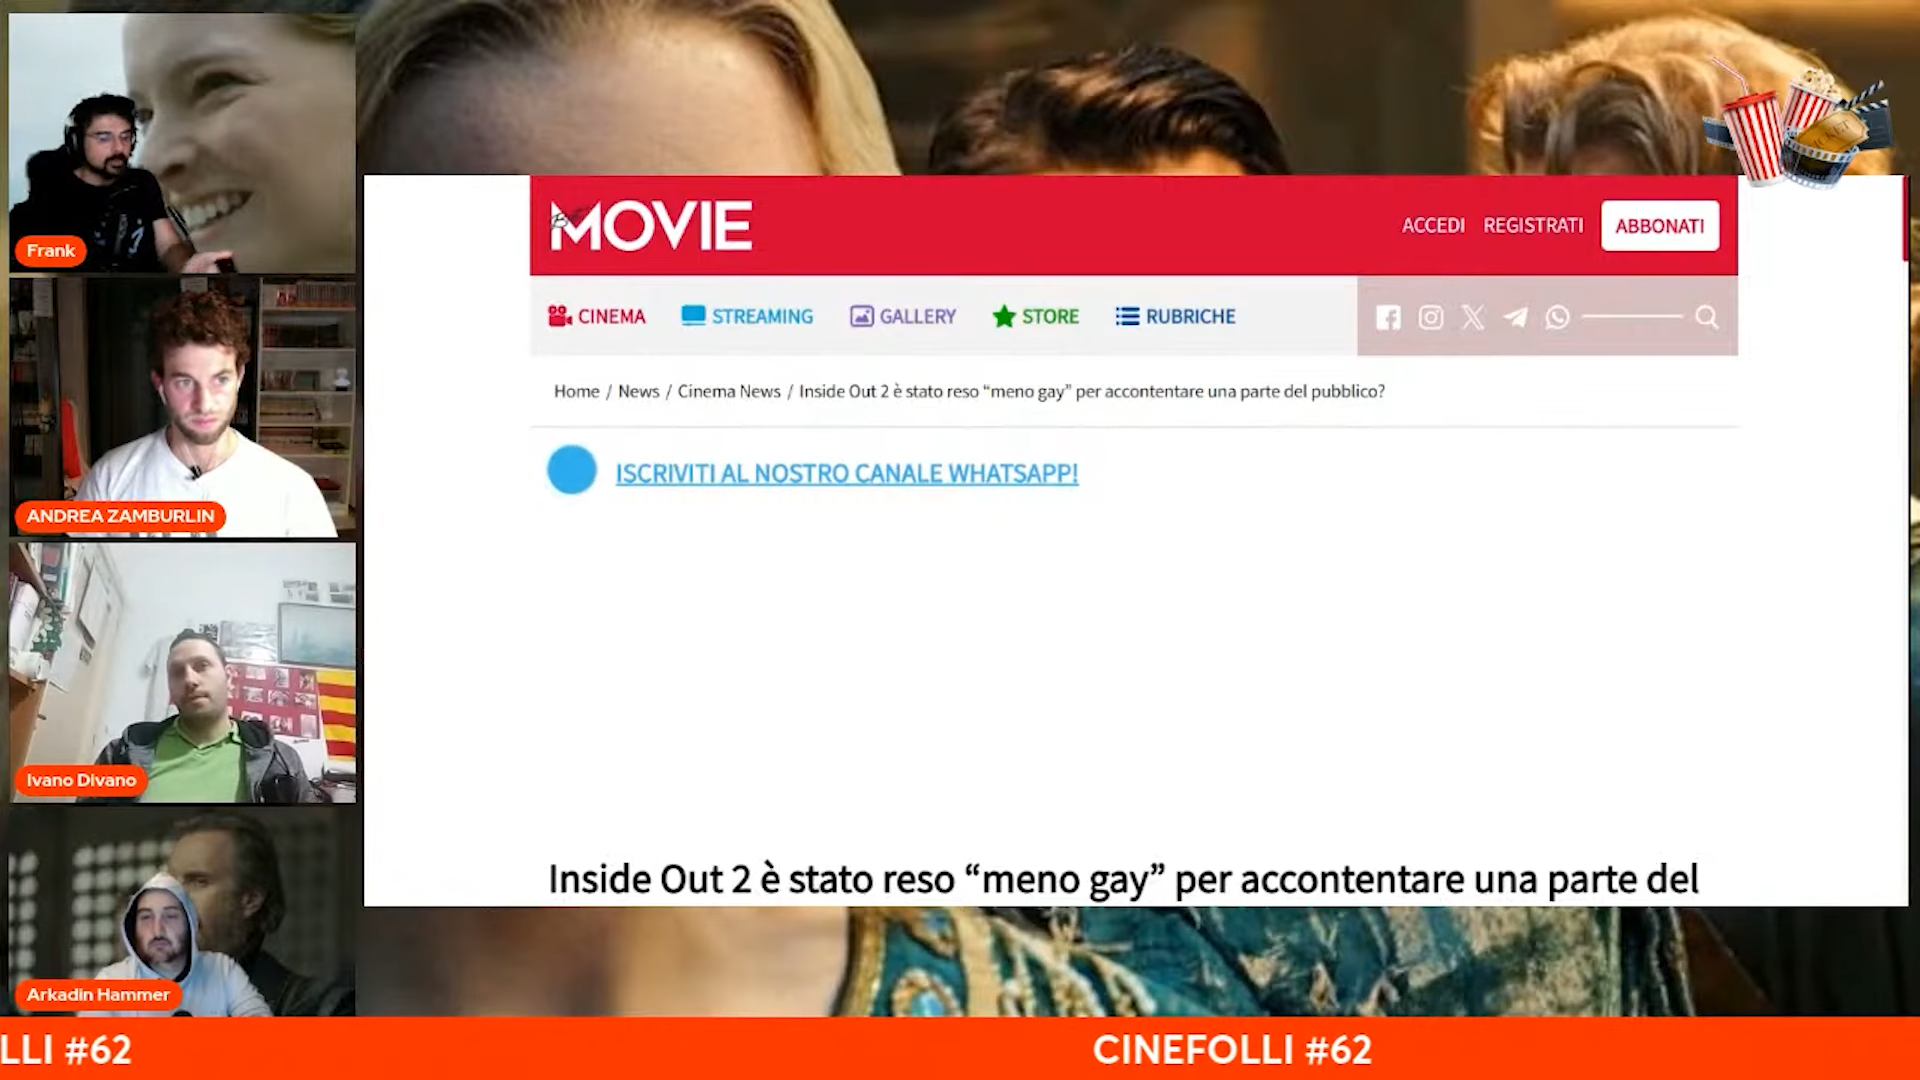 Frank
ANDREA ZAMBURLIN
Ivano Divano
Arkadin Hammer
Best MOVIE
ACCEDI REGISTRATI ABBONATI
CINEMA STREAMING GALLERY STORE RUBRICHE
Home / News / Cinema News / Inside Out 2 è stato reso “meno gay” per accontentare una parte del pubblico?
ISCRIVITI AL NOSTRO CANALE WHATSAPP!
Inside Out 2 è stato reso “meno gay” per accontentare una parte del
LLI #62
CINEFOLLI #62